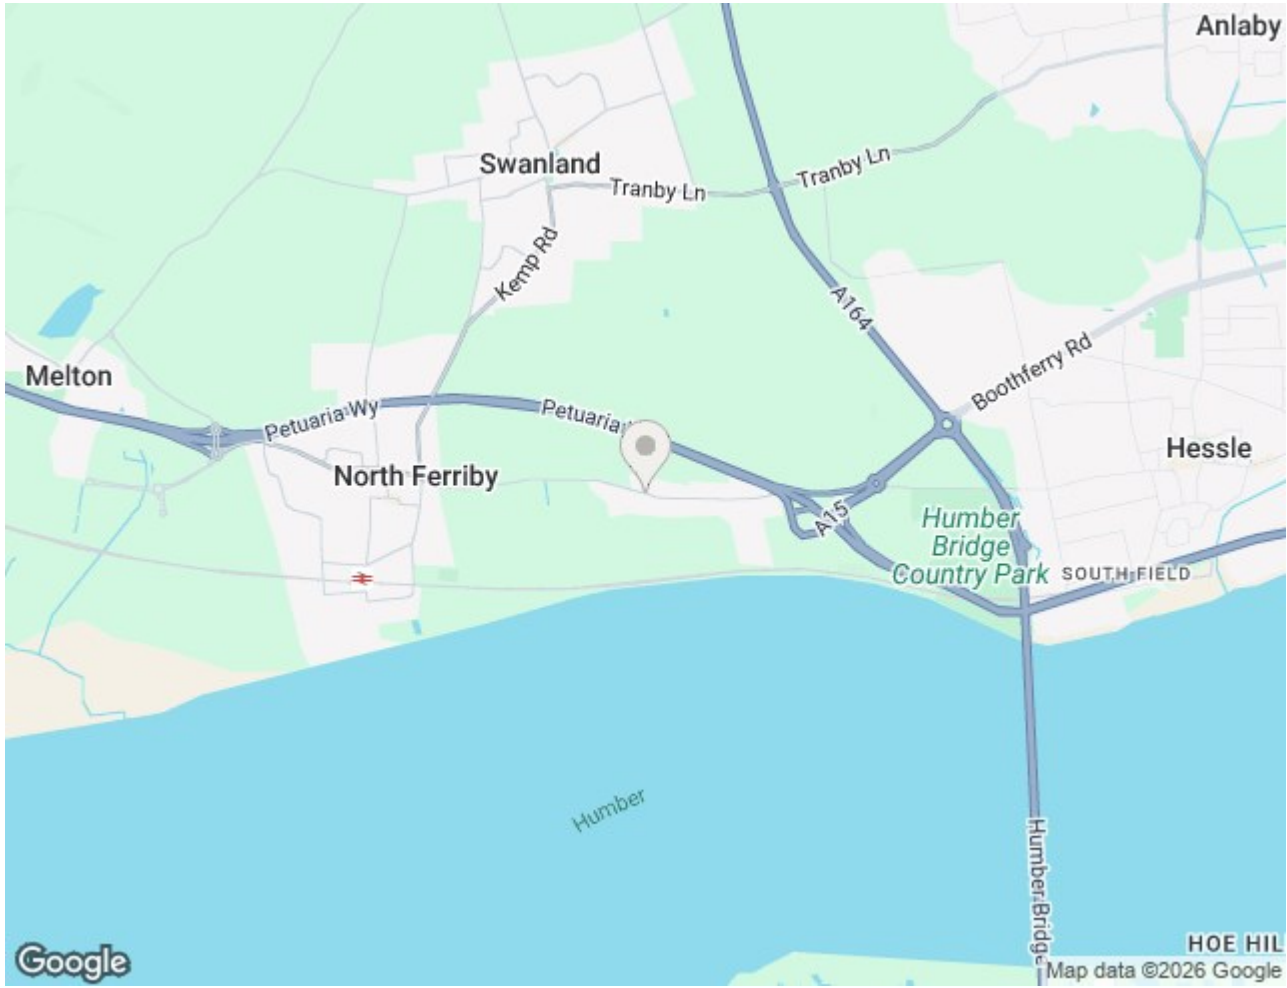 Anlaby
Swanland
Tranby Ln
Tranby Ln
Kemp Rd
A164
Boothferry Rd
Melton
Petuaria Wy
Petuaria
Hessle
North Ferriby
A15
Humber
Bridge
Country Park
SOUTH FIELD
Humber
Humber Bridge
HOE HIL
Google
Map data ©2026 Google